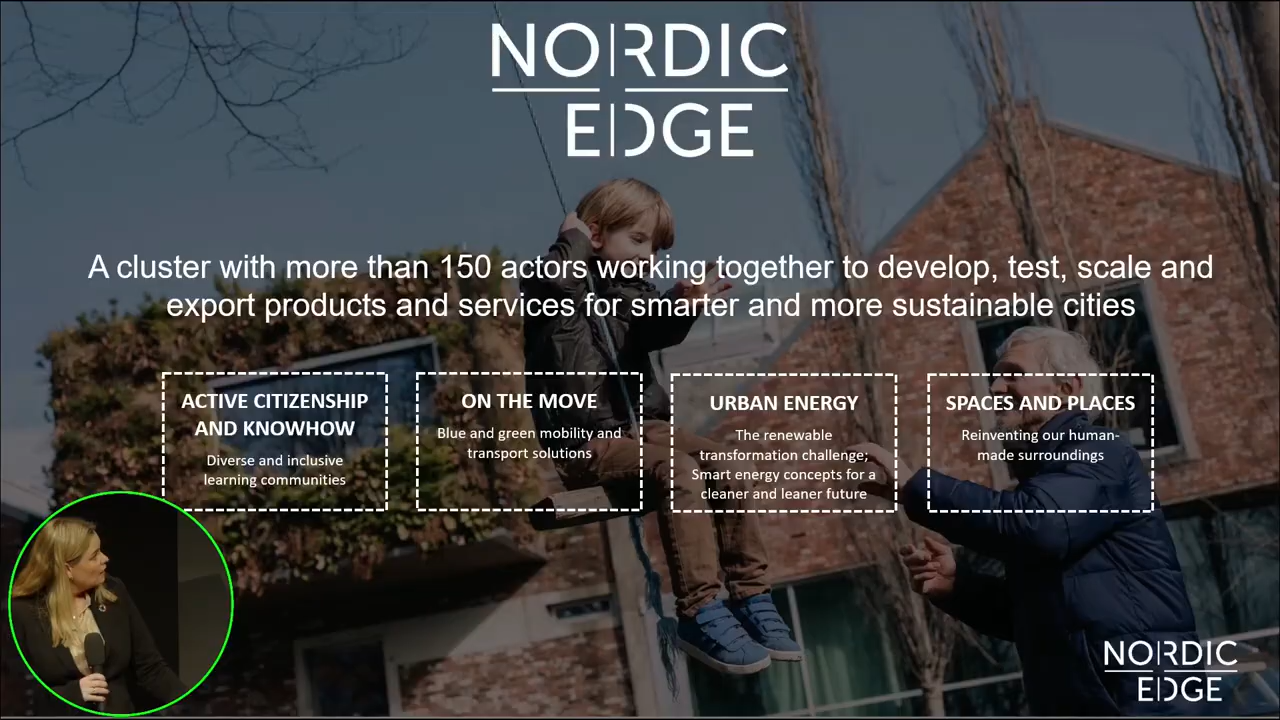 NORDIC
EDGE
A cluster with more than 150 actors working together to develop, test, scale and
export products and services for smarter and more sustainable cities
ACTIVE CITIZENSHIP
AND KNOWHOW
Diverse and inclusive
learning communities
ON THE MOVE
Blue and green mobility and
transport solutions
URBAN ENERGY
The renewable
transformation challenge;
Smart energy concepts for a
cleaner and leaner future
SPACES AND PLACES
Reinventing our human-
made surroundings
NORDIC
EDGE